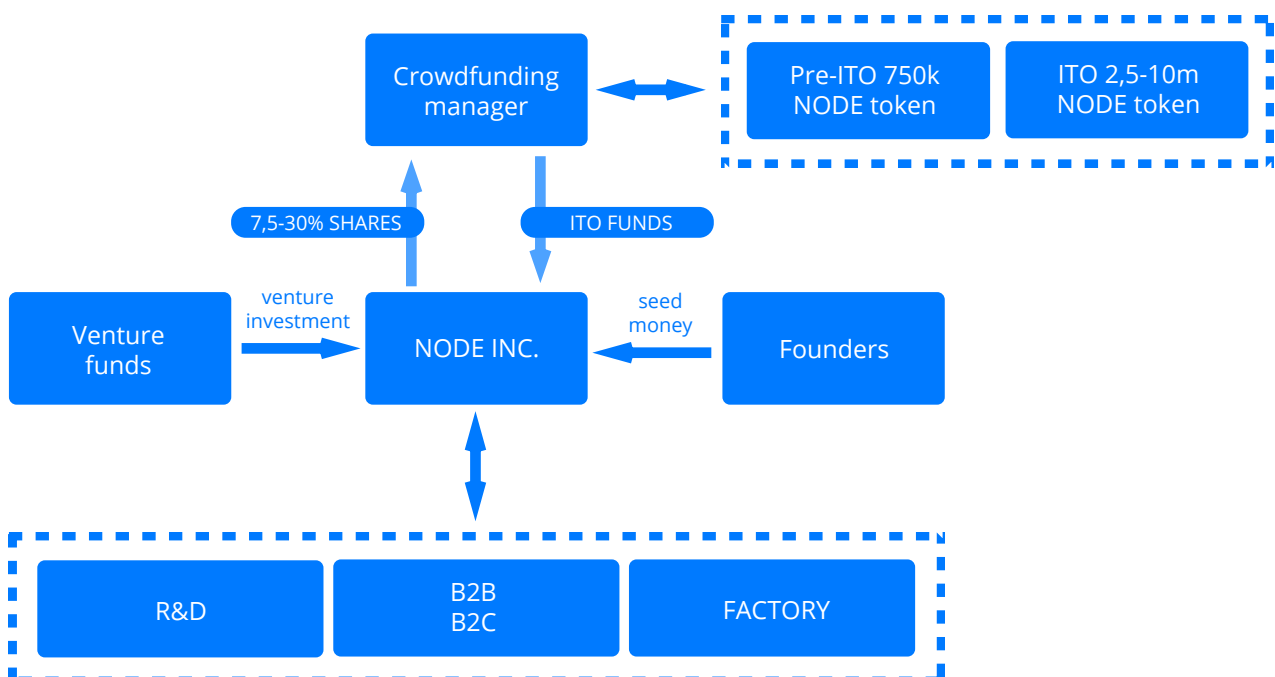 Crowdfunding
manager
Pre-ITO 750k
NODE token
ITO 2,5-10m
NODE token
7,5-30% SHARES
ITO FUNDS
Venture
funds
venture
investment
NODE INC.
seed
money
Founders
R&D
B2B
B2C
FACTORY